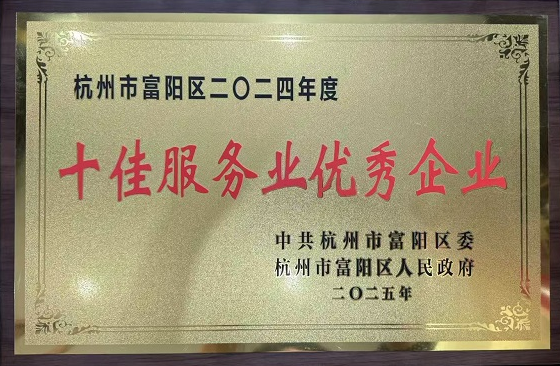 杭州市富阳区二〇二四年度
十佳服务业优秀企业
中共杭州市富阳区委
杭州市富阳区人民政府
二〇二五年